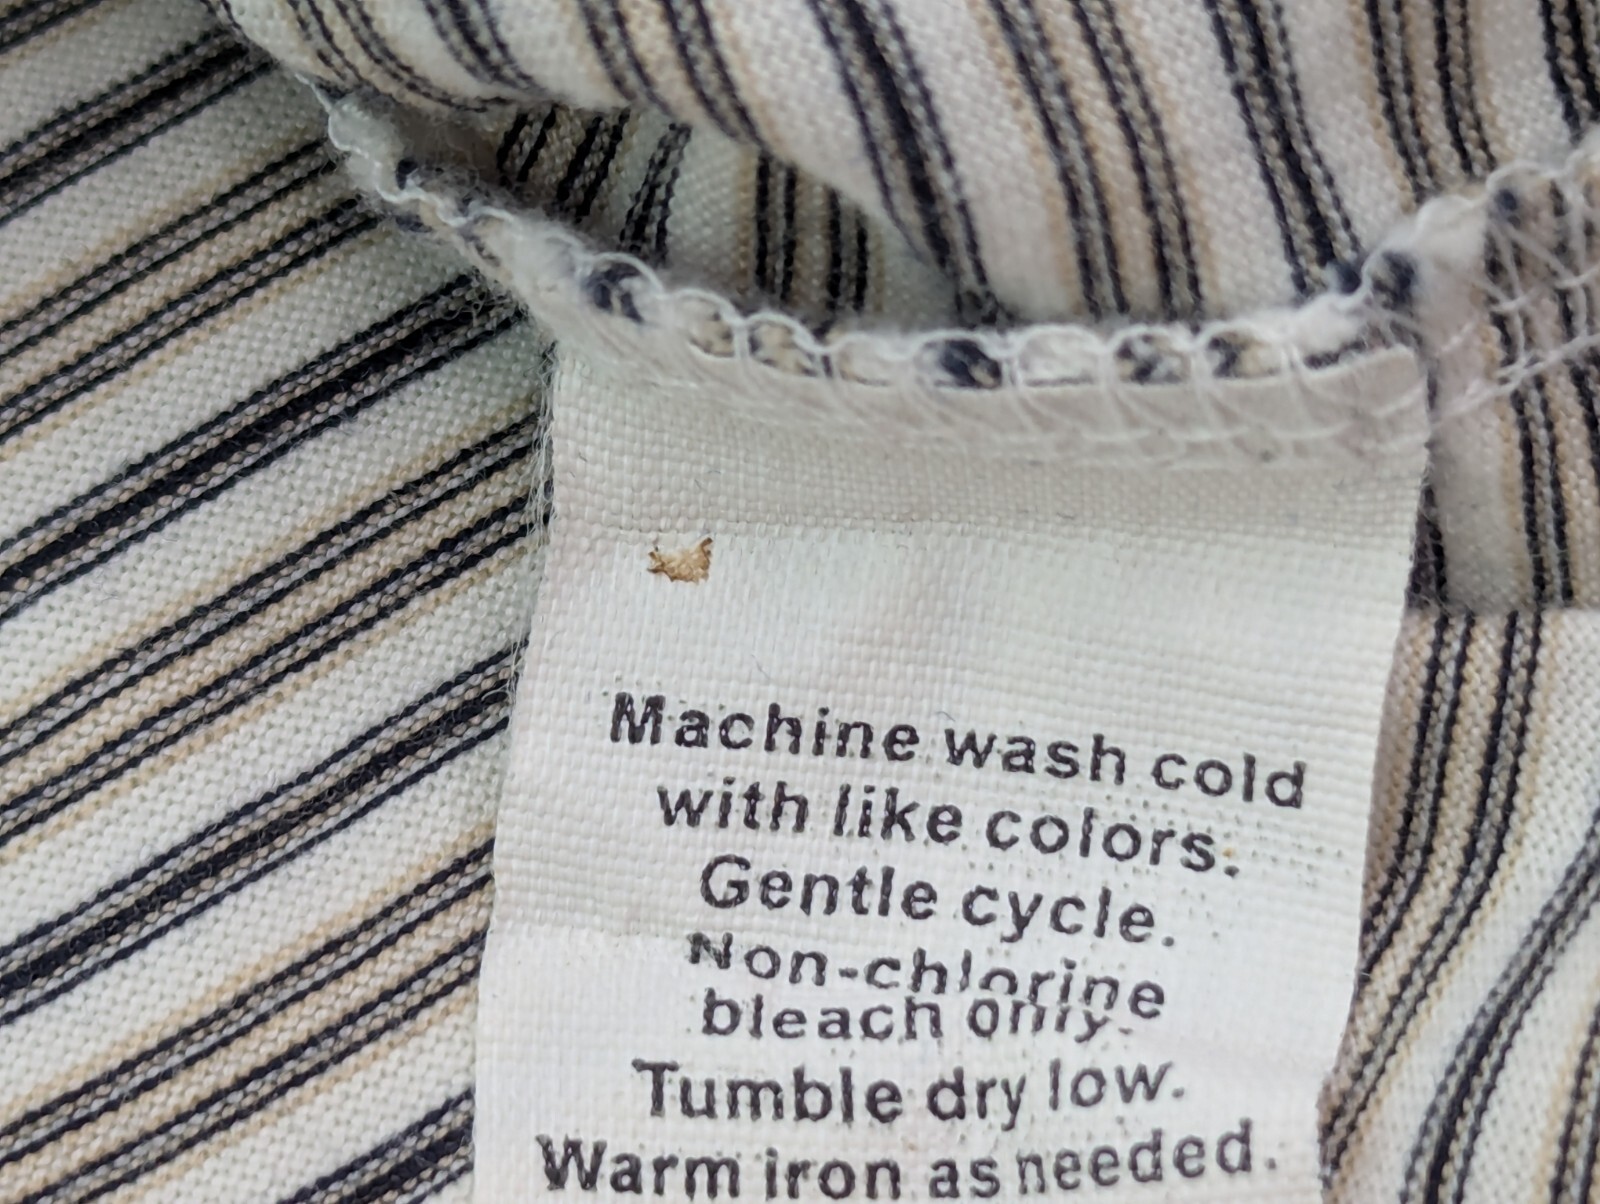 Machine wash cold
with like colors.
Gentle cycle.
Non-chlorine
bleach only.
Tumble dry low.
Warm iron as needed.